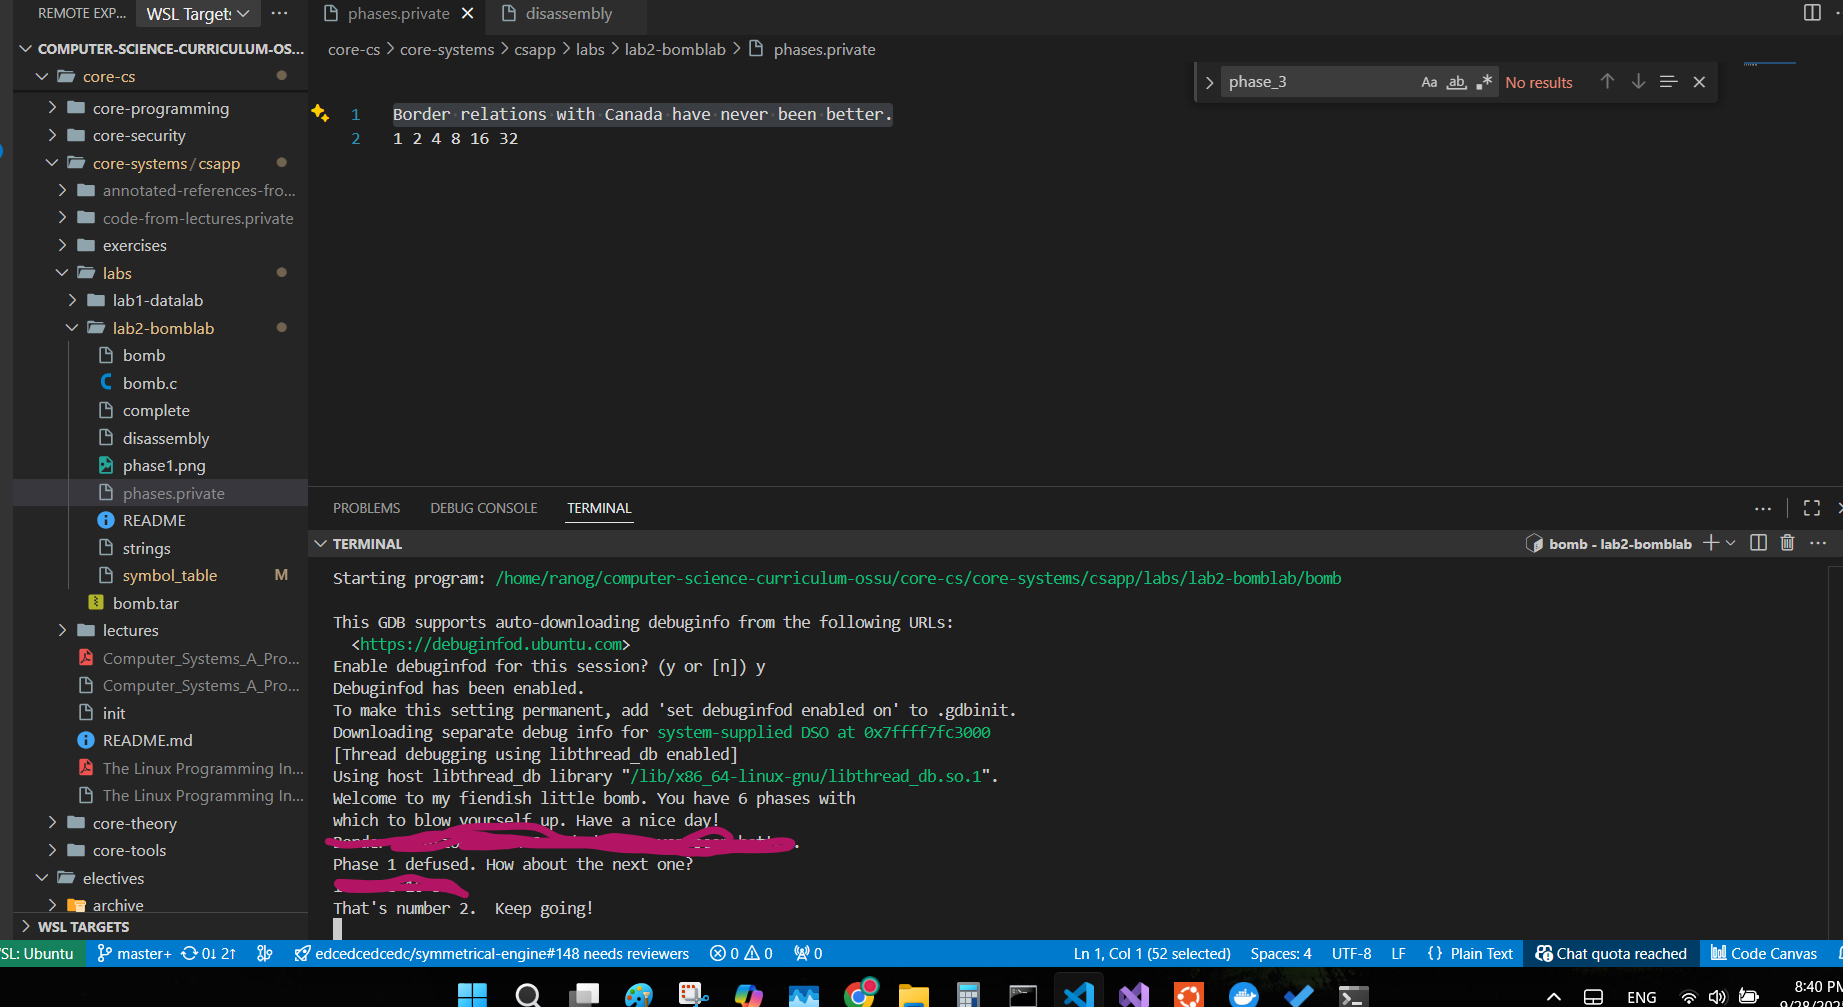 REMOTE EXP...
WSL Targets
phases.private
disassembly
COMPUTER-SCIENCE-CURRICULUM-OS...
core-cs
core-programming
core-security
core-systems / csapp
annotated-references-fro...
code-from-lectures.private
exercises
labs
lab1-datalab
lab2-bomblab
bomb
bomb.c
complete
disassembly
phase1.png
phases.private
README
strings
symbol_table M
bomb.tar
lectures
Computer_Systems_A_Pro...
Computer_Systems_A_Pro...
init
README.md
The Linux Programming In...
The Linux Programming In...
core-theory
core-tools
electives
archive
WSL TARGETS
core-cs > core-systems > csapp > labs > lab2-bomblab > phases.private
phase_3 Aa ab .* No results
1 Border relations with Canada have never been better.
2 1 2 4 8 16 32
PROBLEMS DEBUG CONSOLE TERMINAL
TERMINAL
bomb - lab2-bomblab
Starting program: /home/ranog/computer-science-curriculum-ossu/core-cs/core-systems/csapp/labs/lab2-bomblab/bomb
This GDB supports auto-downloading debuginfo from the following URLs:
<https://debuginfod.ubuntu.com>
Enable debuginfod for this session? (y or [n]) y
Debuginfod has been enabled.
To make this setting permanent, add 'set debuginfod enabled on' to .gdbinit.
Downloading separate debug info for system-supplied DSO at 0x7ffff7fc3000
[Thread debugging using libthread_db enabled]
Using host libthread_db library "/lib/x86_64-linux-gnu/libthread_db.so.1".
Welcome to my fiendish little bomb. You have 6 phases with
which to blow yourself up. Have a nice day!
Phase 1 defused. How about the next one?
That's number 2.  Keep going!
SL: Ubuntu master+ 0↓ 2↑ edcedcedcedc/symmetrical-engine#148 needs reviewers 0 0 0 Ln 1, Col 1 (52 selected) Spaces: 4 UTF-8 LF {} Plain Text Chat quota reached Code Canvas
ENG
8:40 PM